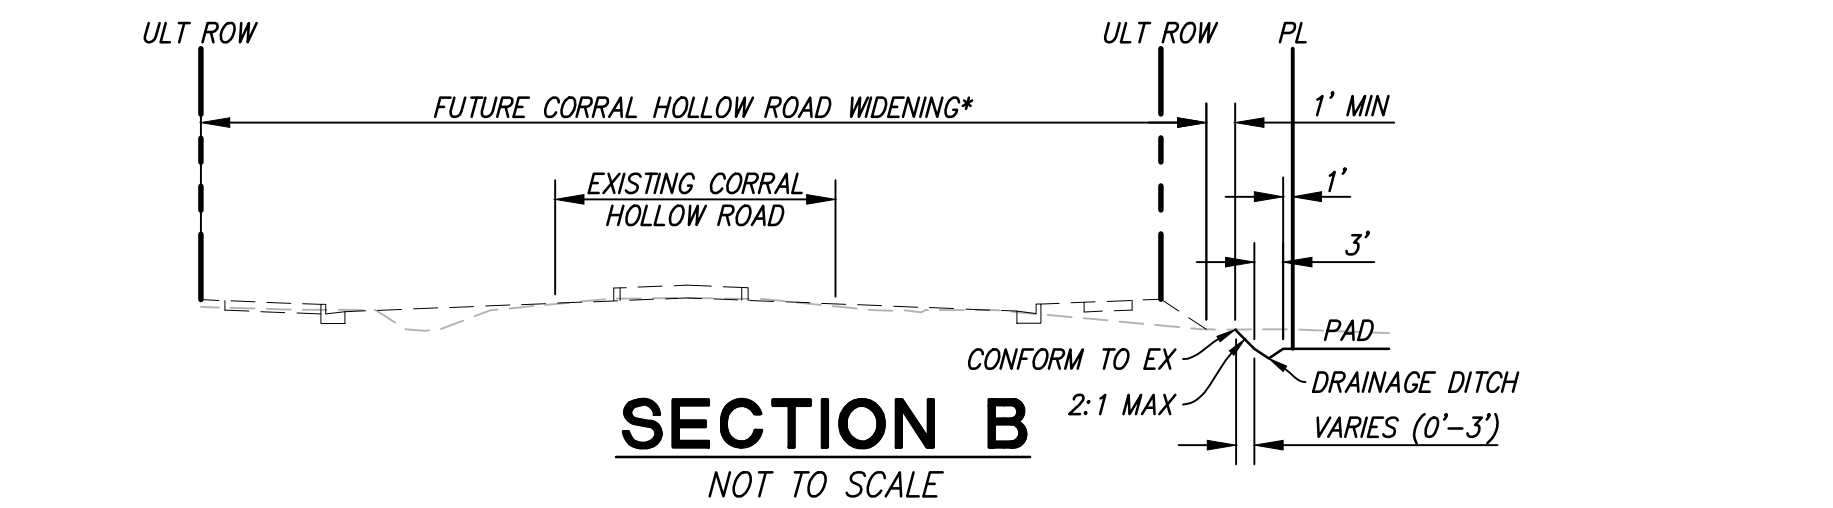 ULT ROW
ULT ROW
PL
FUTURE CORRAL HOLLOW ROAD WIDENING*
1' MIN
EXISTING CORRAL
HOLLOW ROAD
1'
3'
PAD
CONFORM TO EX
2:1 MAX
DRAINAGE DITCH
VARIES (0'-3')
SECTION B
NOT TO SCALE